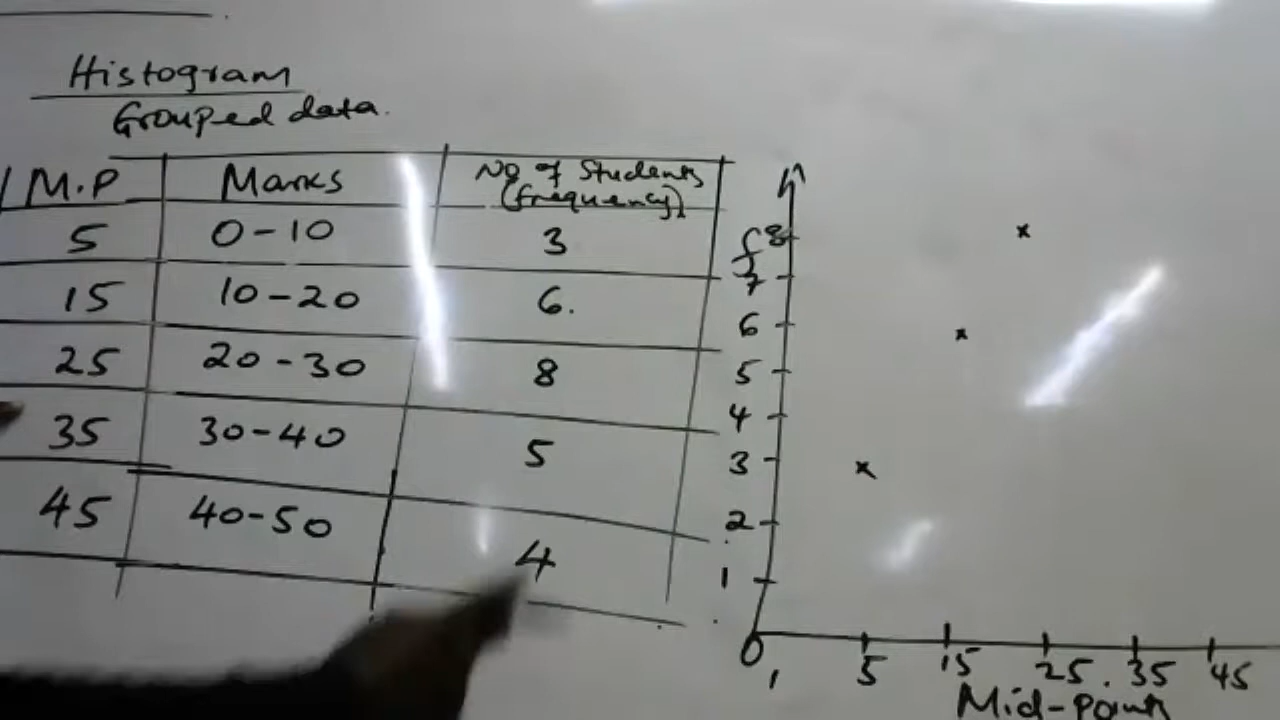 Histogram
Grouped data.
M.P Marks No of Students
(frequency)
5 0-10 3
15 10-20 6.
25 20-30 8
35 30-40 5
45 40-50 4
f
8
7
6
5
4
3
2
1
0
5 15 25 35 45
Mid-points